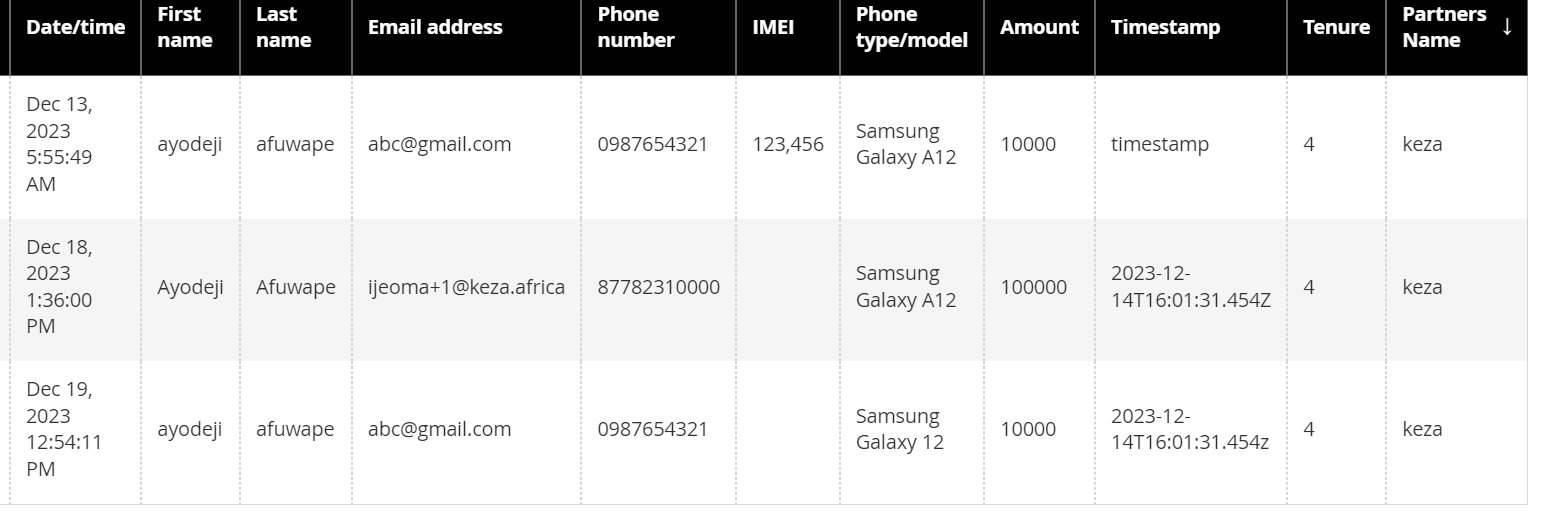 Date/time First name Last name Email address Phone number IMEI Phone type/model Amount Timestamp Tenure Partners Name ↓
Dec 13, 2023 5:55:49 AM ayodeji afuwape abc@gmail.com 0987654321 123,456 Samsung Galaxy A12 10000 timestamp 4 keza
Dec 18, 2023 1:36:00 PM Ayodeji Afuwape ijeoma+1@keza.africa 87782310000 Samsung Galaxy A12 100000 2023-12-14T16:01:31.454Z 4 keza
Dec 19, 2023 12:54:11 PM ayodeji afuwape abc@gmail.com 0987654321 Samsung Galaxy 12 10000 2023-12-14T16:01:31.454z 4 keza